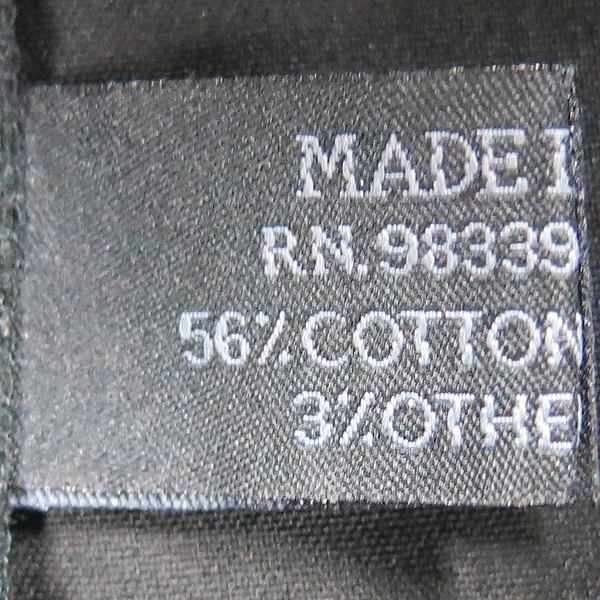 MADE I
RN.98339
56% COTTON
3% OTHE